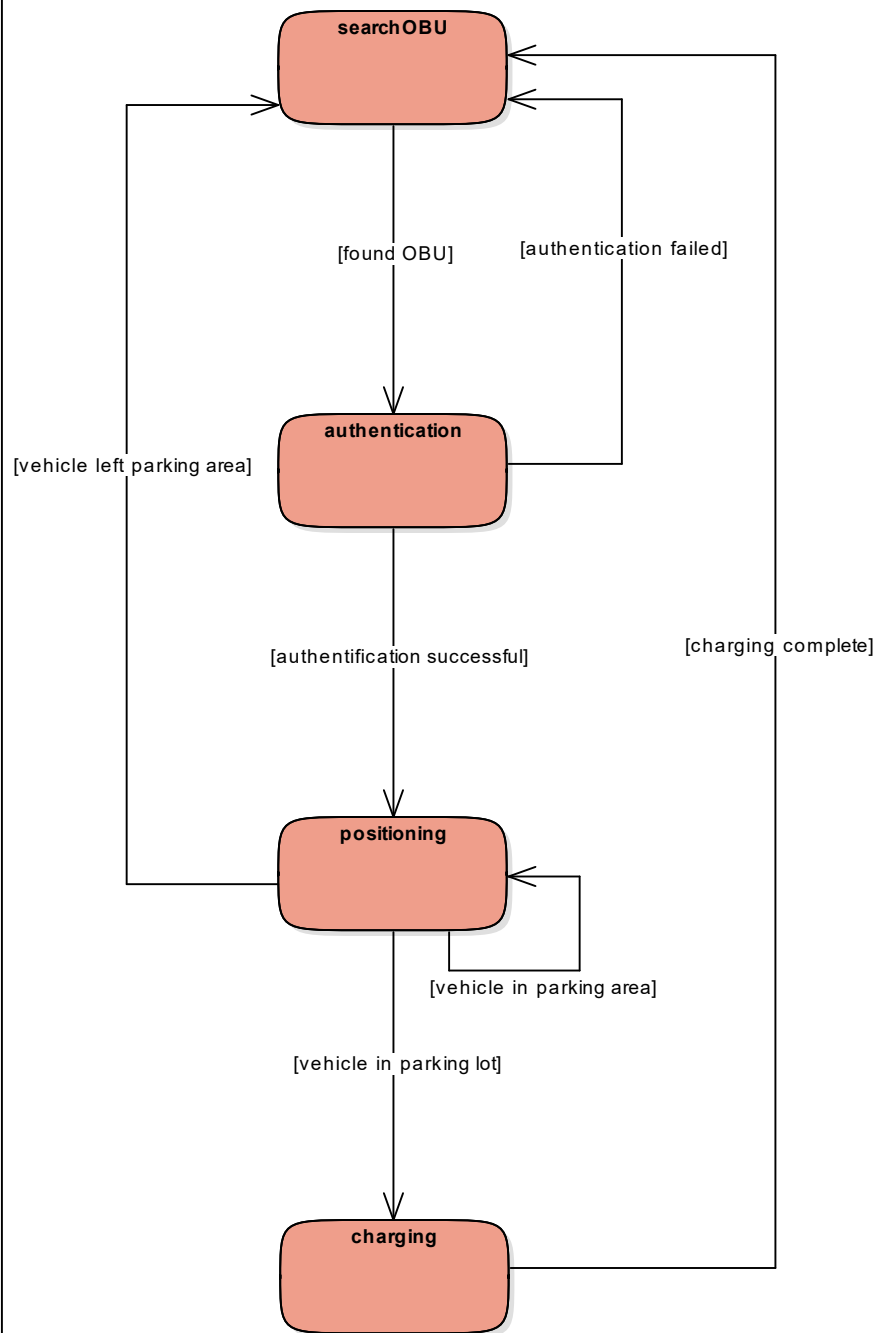 searchOBU
[found OBU]
[authentication failed]
authentication
[vehicle left parking area]
[authentification successful]
[charging complete]
positioning
[vehicle in parking area]
[vehicle in parking lot]
charging